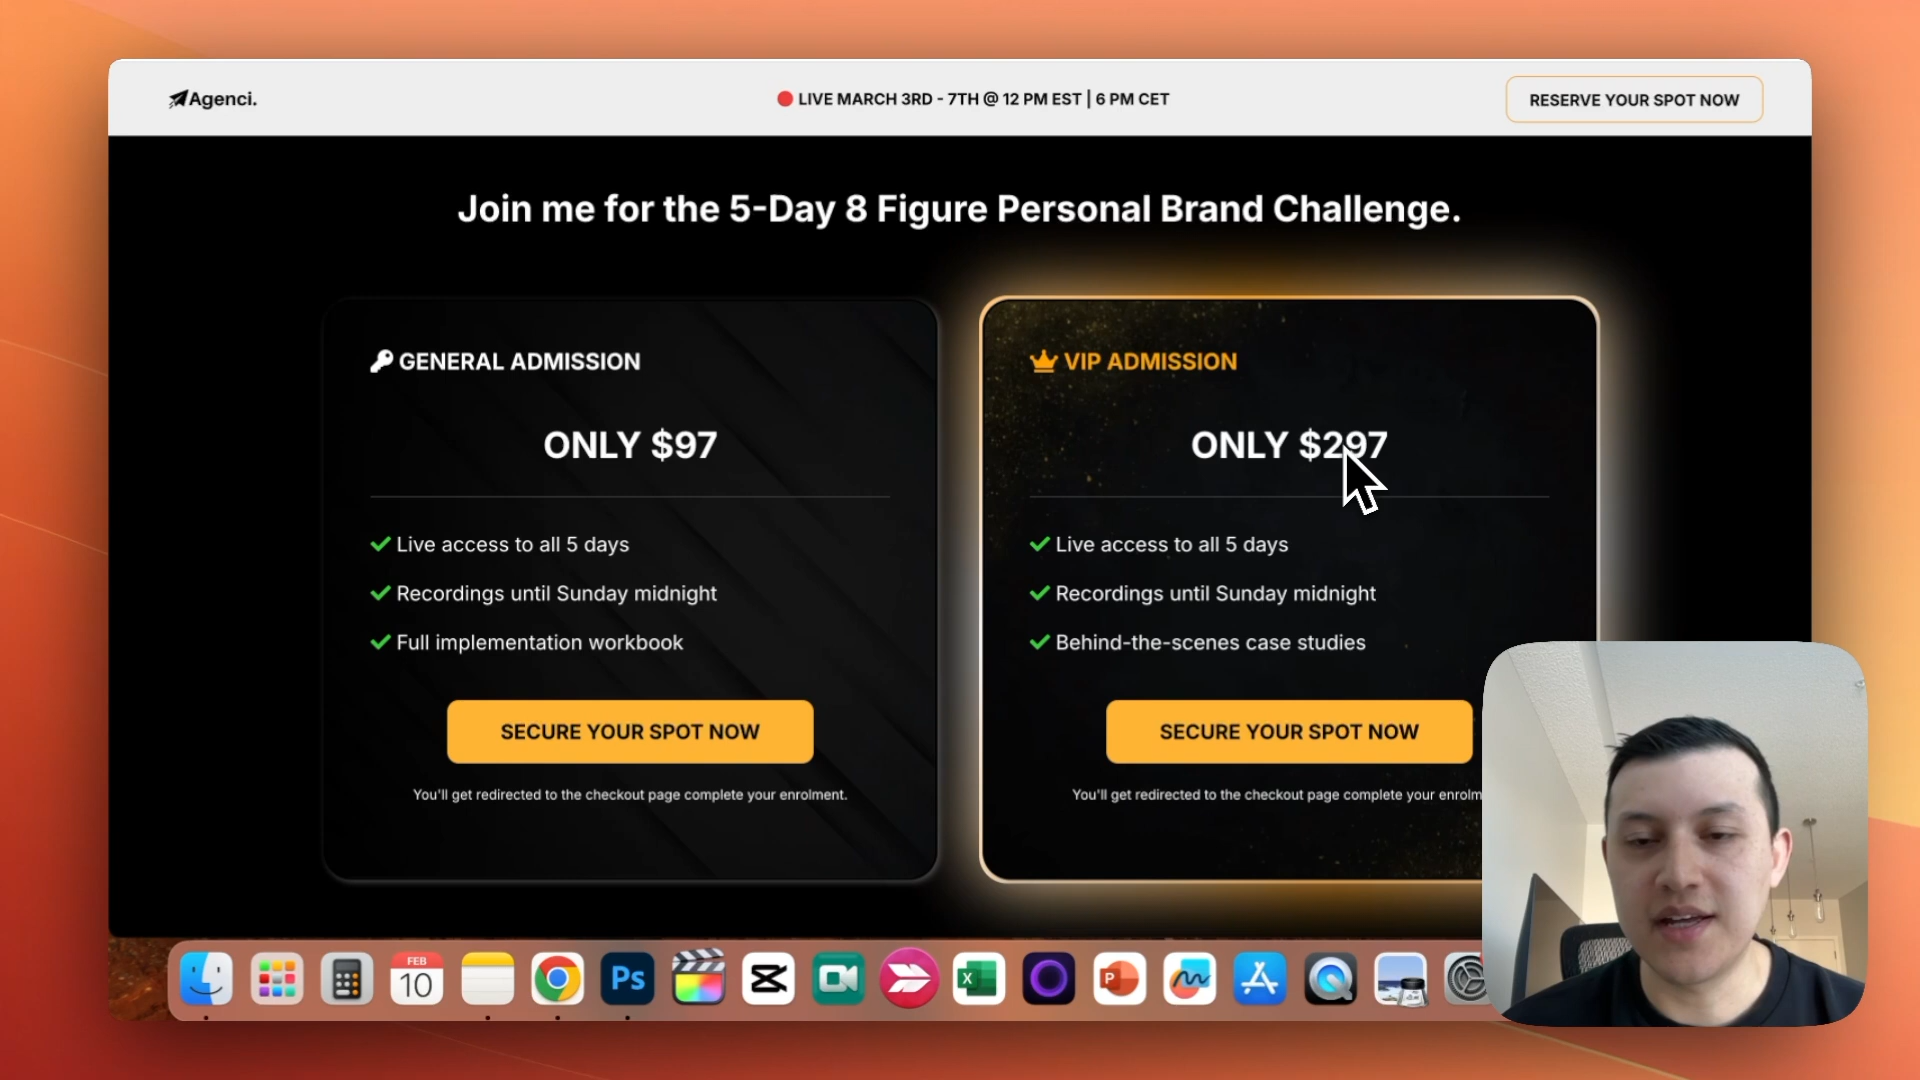 Agenci.
LIVE MARCH 3RD - 7TH @ 12 PM EST | 6 PM CET
RESERVE YOUR SPOT NOW
Join me for the 5-Day 8 Figure Personal Brand Challenge.
GENERAL ADMISSION
ONLY $97
Live access to all 5 days
Recordings until Sunday midnight
Full implementation workbook
SECURE YOUR SPOT NOW
You'll get redirected to the checkout page complete your enrolment.
VIP ADMISSION
ONLY $297
Live access to all 5 days
Recordings until Sunday midnight
Behind-the-scenes case studies
SECURE YOUR SPOT NOW
You'll get redirected to the checkout page complete your enrolm
FEB
10
Ps
X
P